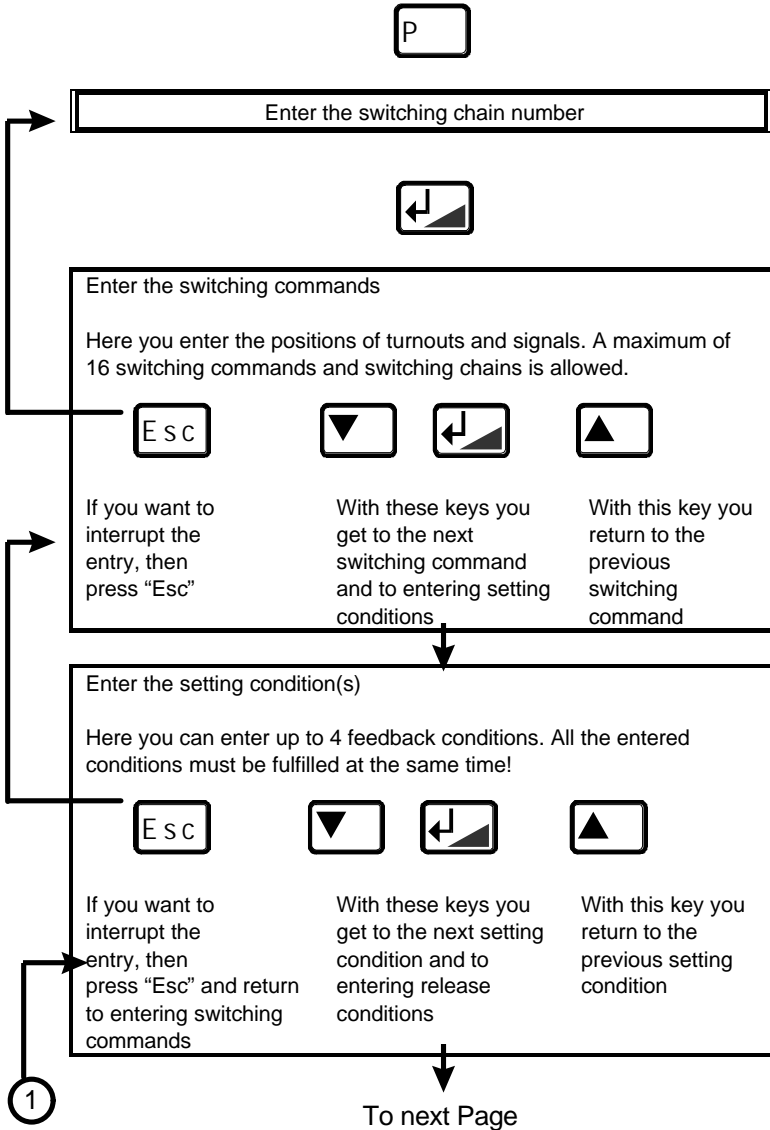 P
Enter the switching chain number
Enter the switching commands
Here you enter the positions of turnouts and signals. A maximum of
16 switching commands and switching chains is allowed.
Esc
If you want to
interrupt the
entry, then
press “Esc”
With these keys you
get to the next
switching command
and to entering setting
conditions
With this key you
return to the
previous
switching
command
Enter the setting condition(s)
Here you can enter up to 4 feedback conditions. All the entered
conditions must be fulfilled at the same time!
Esc
If you want to
interrupt the
entry, then
press “Esc” and return
to entering switching
commands
With these keys you
get to the next setting
condition and to
entering release
conditions
With this key you
return to the
previous setting
condition
1
To next Page